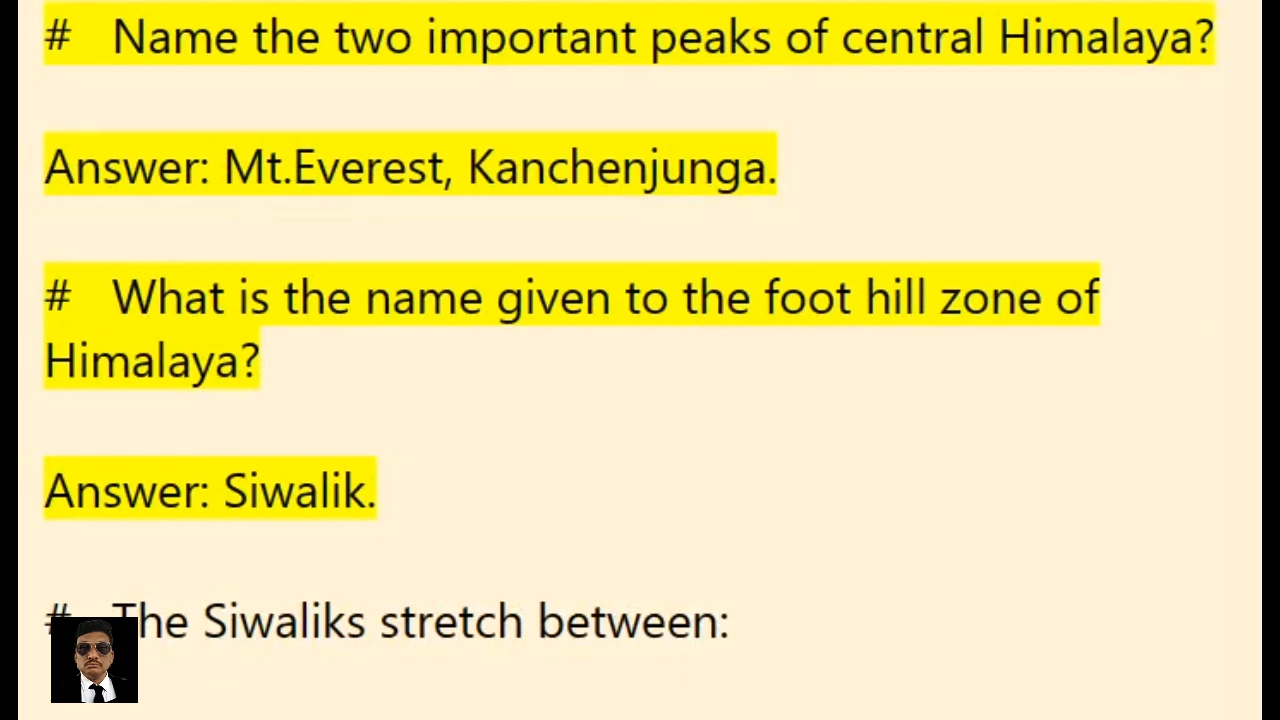 # Name the two important peaks of central Himalaya?
Answer: Mt.Everest, Kanchenjunga.
# What is the name given to the foot hill zone of
Himalaya?
Answer: Siwalik.
# The Siwaliks stretch between: